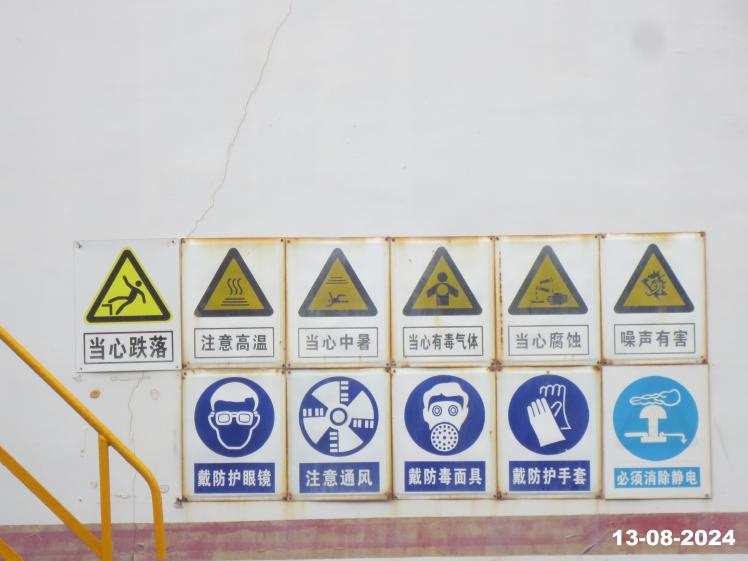 当心跌落
注意高温
当心中暑
当心有毒气体
当心腐蚀
噪声有害
戴防护眼镜
注意通风
戴防毒面具
戴防护手套
必须消除静电
13-08-2024